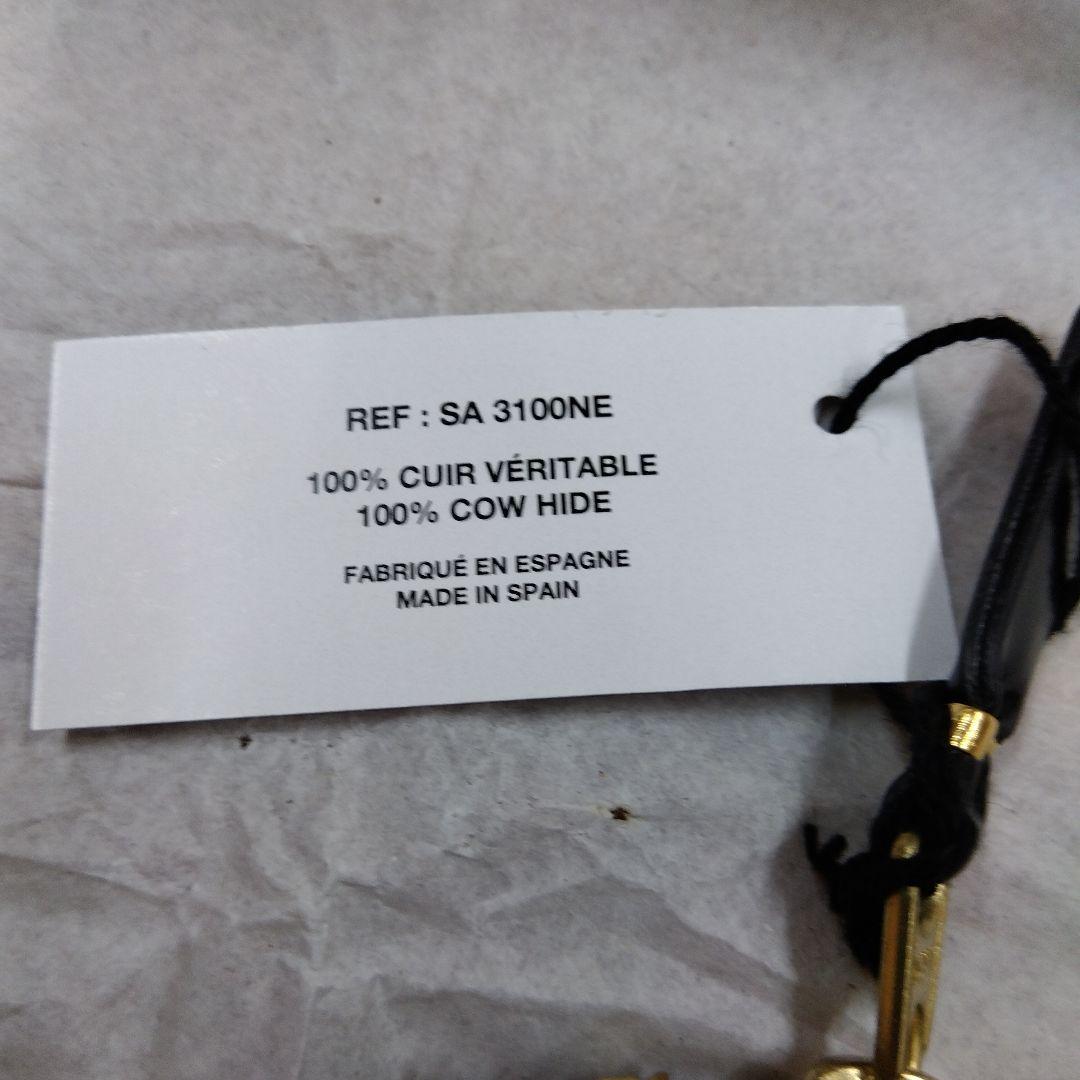 REF : SA 3100NE
100% CUIR VÉRITABLE
100% COW HIDE
FABRIQUÉ EN ESPAGNE
MADE IN SPAIN